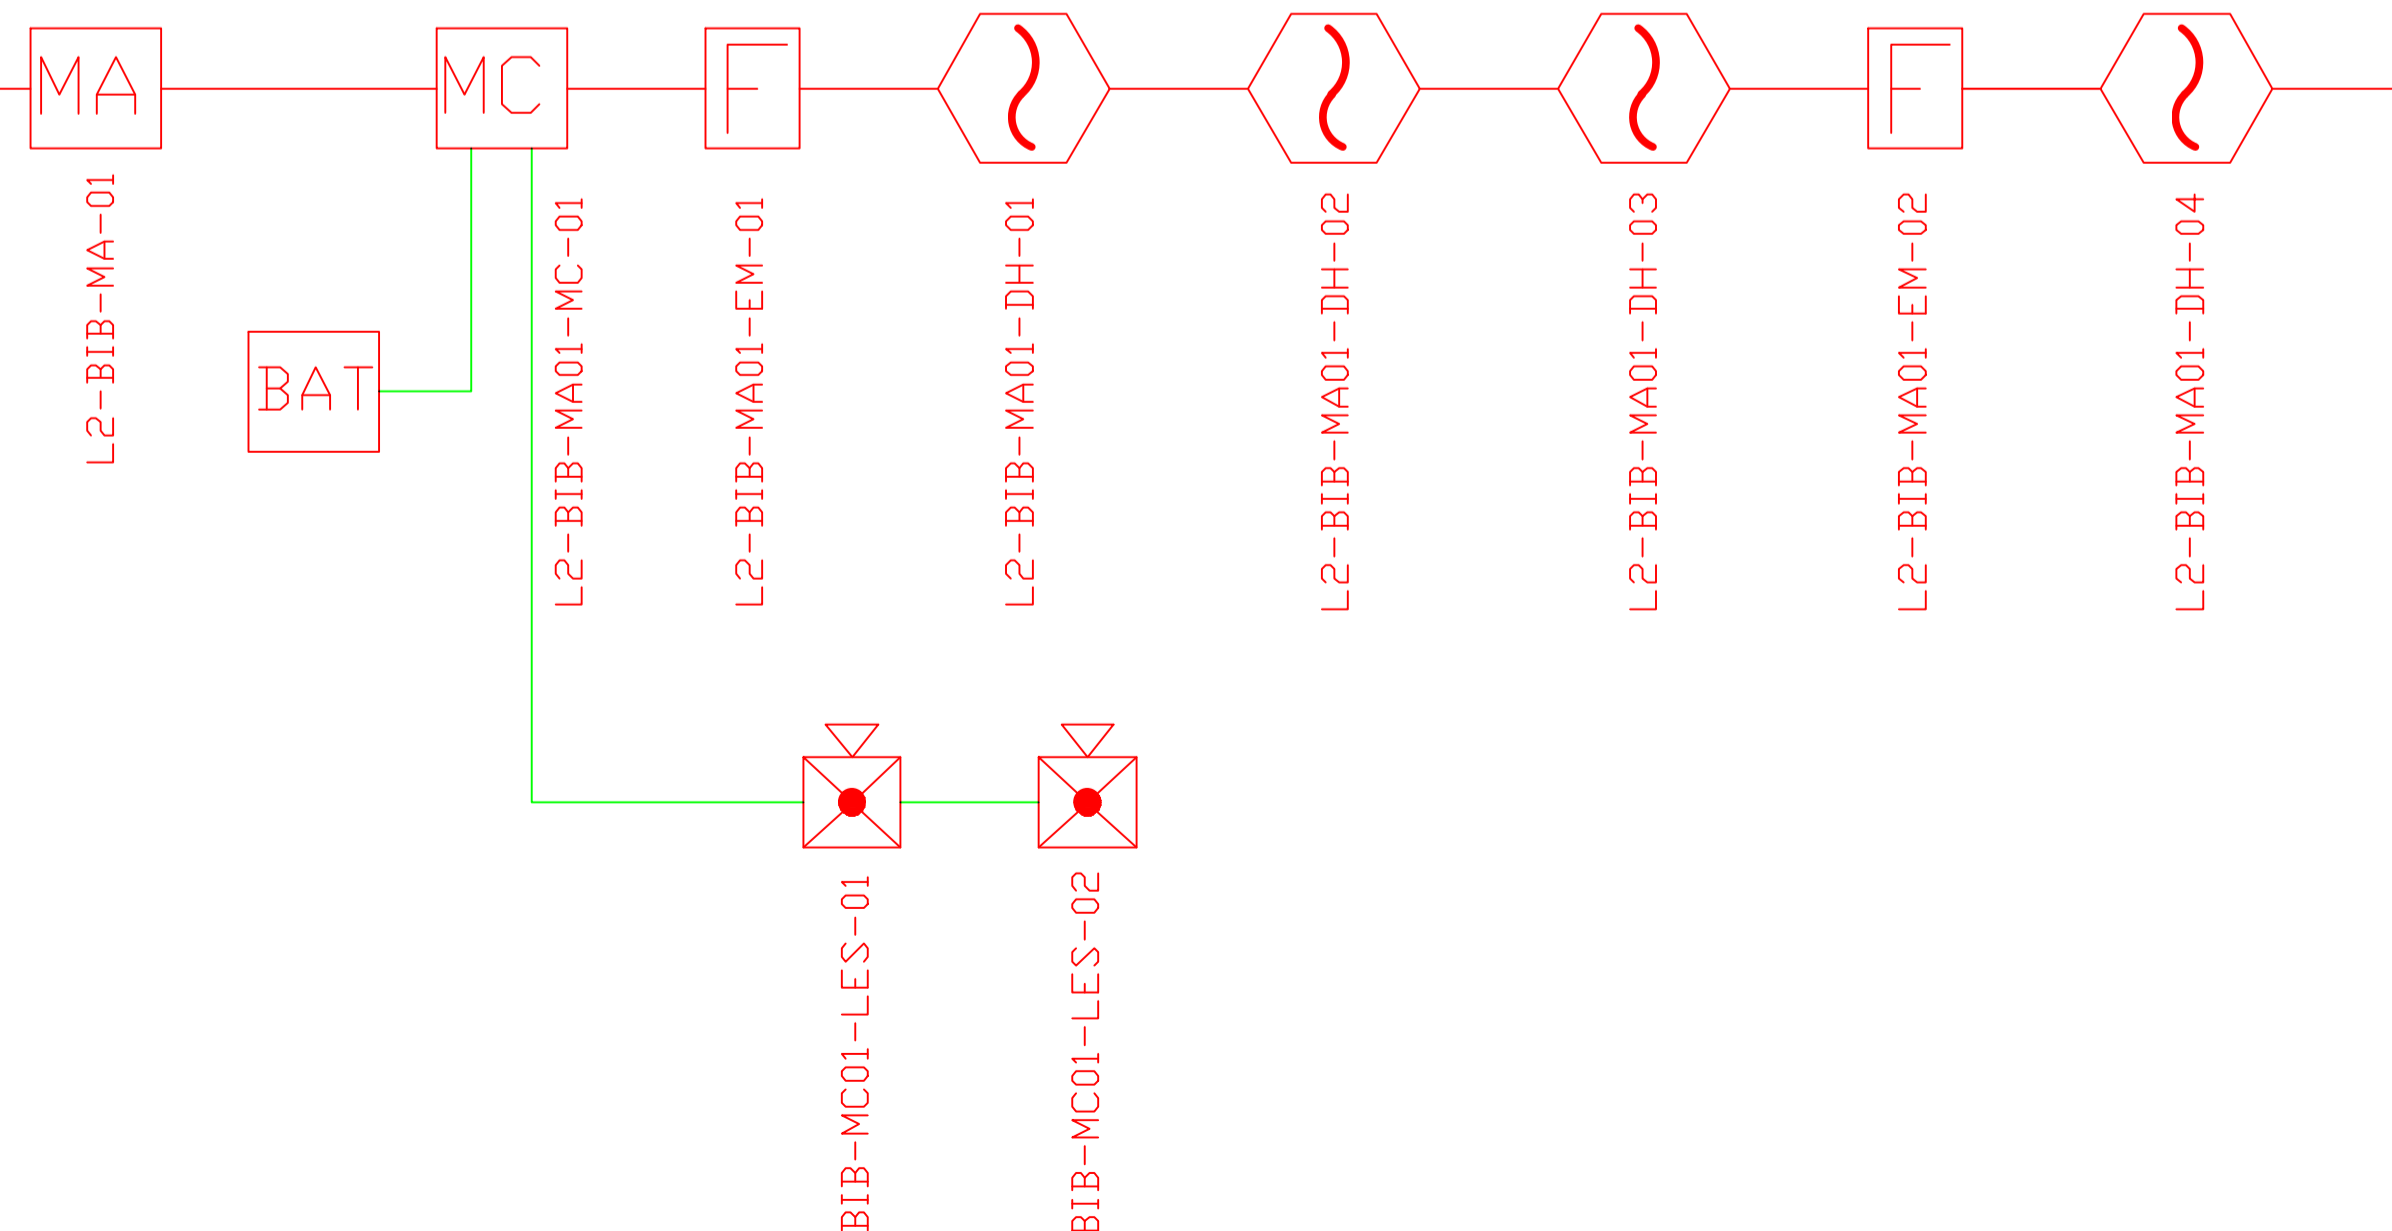 MA
MC
F
F
L2-BIB-MA-01
L2-BIB-MA01-MC-01
L2-BIB-MA01-EM-01
L2-BIB-MA01-DH-01
L2-BIB-MA01-DH-02
L2-BIB-MA01-DH-03
L2-BIB-MA01-EM-02
L2-BIB-MA01-DH-04
BAT
BIB-MC01-LES-01
BIB-MC01-LES-02